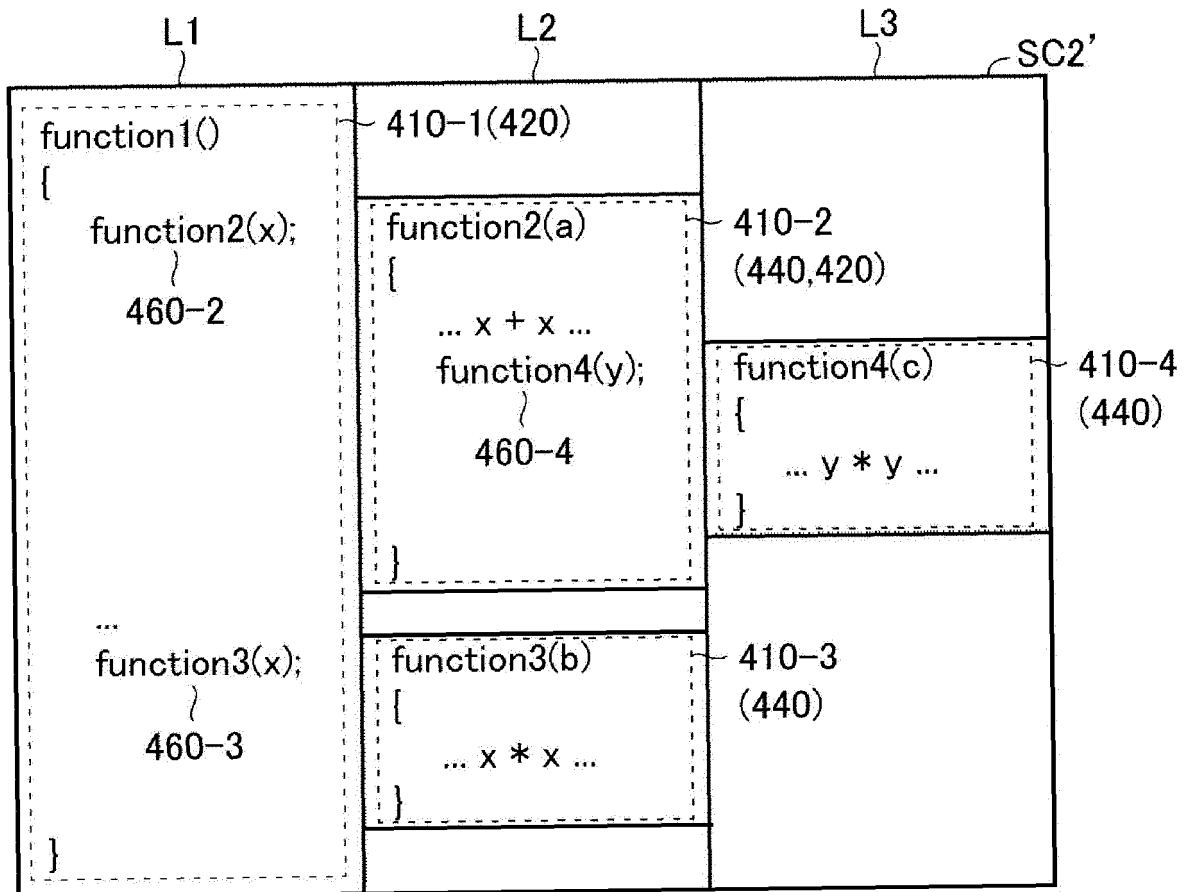 L1
L2
L3
SC2'
function1()
{
function2(x);
460-2
...
function3(x);
460-3
}
410-1(420)
function2(a)
{
... x + x ...
function4(y);
460-4
}
410-2
(440,420)
function3(b)
{
... x * x ...
}
410-3
(440)
function4(c)
{
... y * y ...
}
410-4
(440)